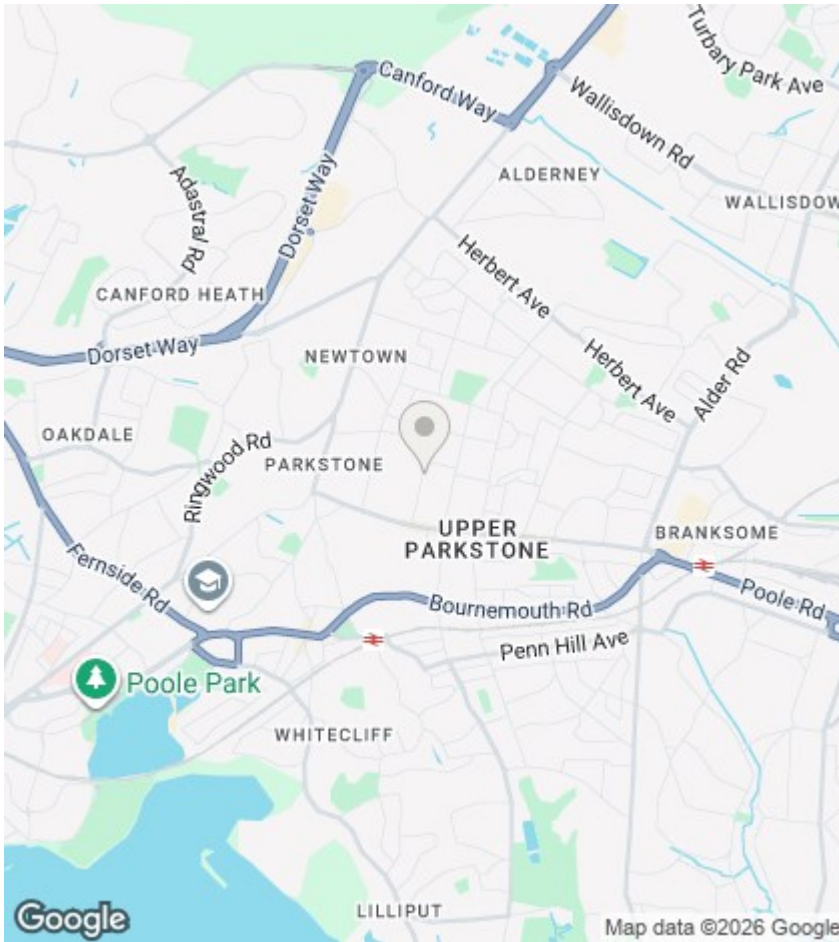 Turbary Park Ave
Canford Way
Wallisdown Rd
ALDERNEY
WALLISDOW
Adastral Rd
Dorset Way
Herbert Ave
CANFORD HEATH
Dorset Way
NEWTOWN
Herbert Ave
Alder Rd
OAKDALE
Ringwood Rd
PARKSTONE
UPPER
PARKSTONE
BRANKSOME
Fernside Rd
Bournemouth Rd
Poole Rd
Penn Hill Ave
Poole Park
WHITECLIFF
LILLIPUT
Google
Map data ©2026 Google